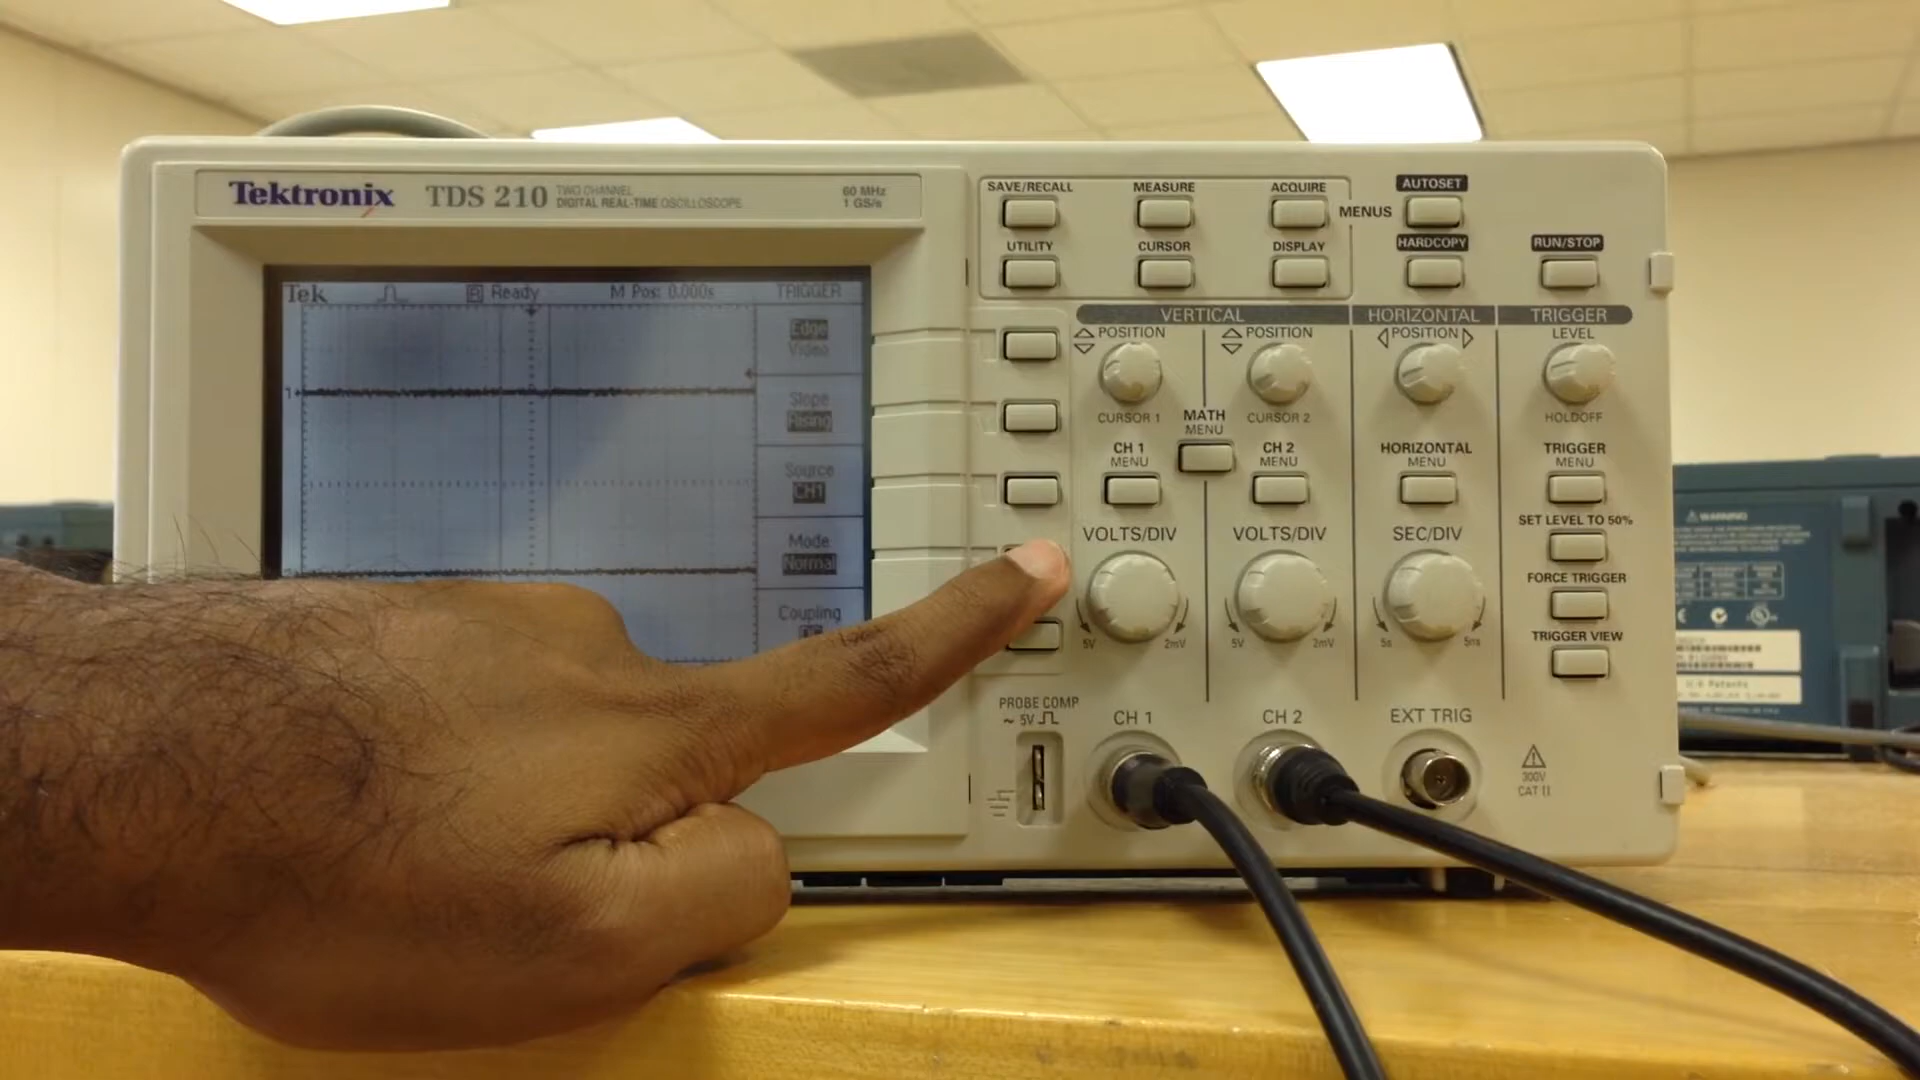 Tektronix TDS 210 TWO CHANNEL
DIGITAL REAL-TIME OSCILLOSCOPE
60 MHz
1 GS/s
Tek R Ready M Pos: 0.000s TRIGGER
Edge
Video
Slope
Rising
Source
CH1
Mode
Normal
Coupling
DC
1
SAVE/RECALL MEASURE ACQUIRE AUTOSET
MENUS
UTILITY CURSOR DISPLAY HARDCOPY RUN/STOP
VERTICAL HORIZONTAL TRIGGER
POSITION POSITION POSITION LEVEL
CURSOR 1 CURSOR 2 HOLDOFF
MATH
MENU
CH 1
MENU
CH 2
MENU
HORIZONTAL
MENU
TRIGGER
MENU
SET LEVEL TO 50%
VOLTS/DIV VOLTS/DIV SEC/DIV
FORCE TRIGGER
5V 2mV 5V 2mV 5s 5ns
TRIGGER VIEW
PROBE COMP
~ 5V
CH 1 CH 2 EXT TRIG
300V
CAT II
WARNING